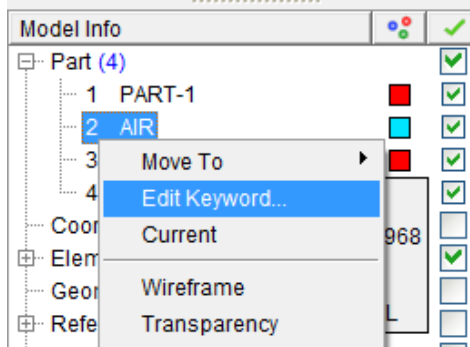 Model Info
Part (4)
1 PART-1
2 AIR
3
Move To
4
Edit Keyword...
Coor
Current
968
Elem
Geor
Wireframe
Refe
Transparency
L